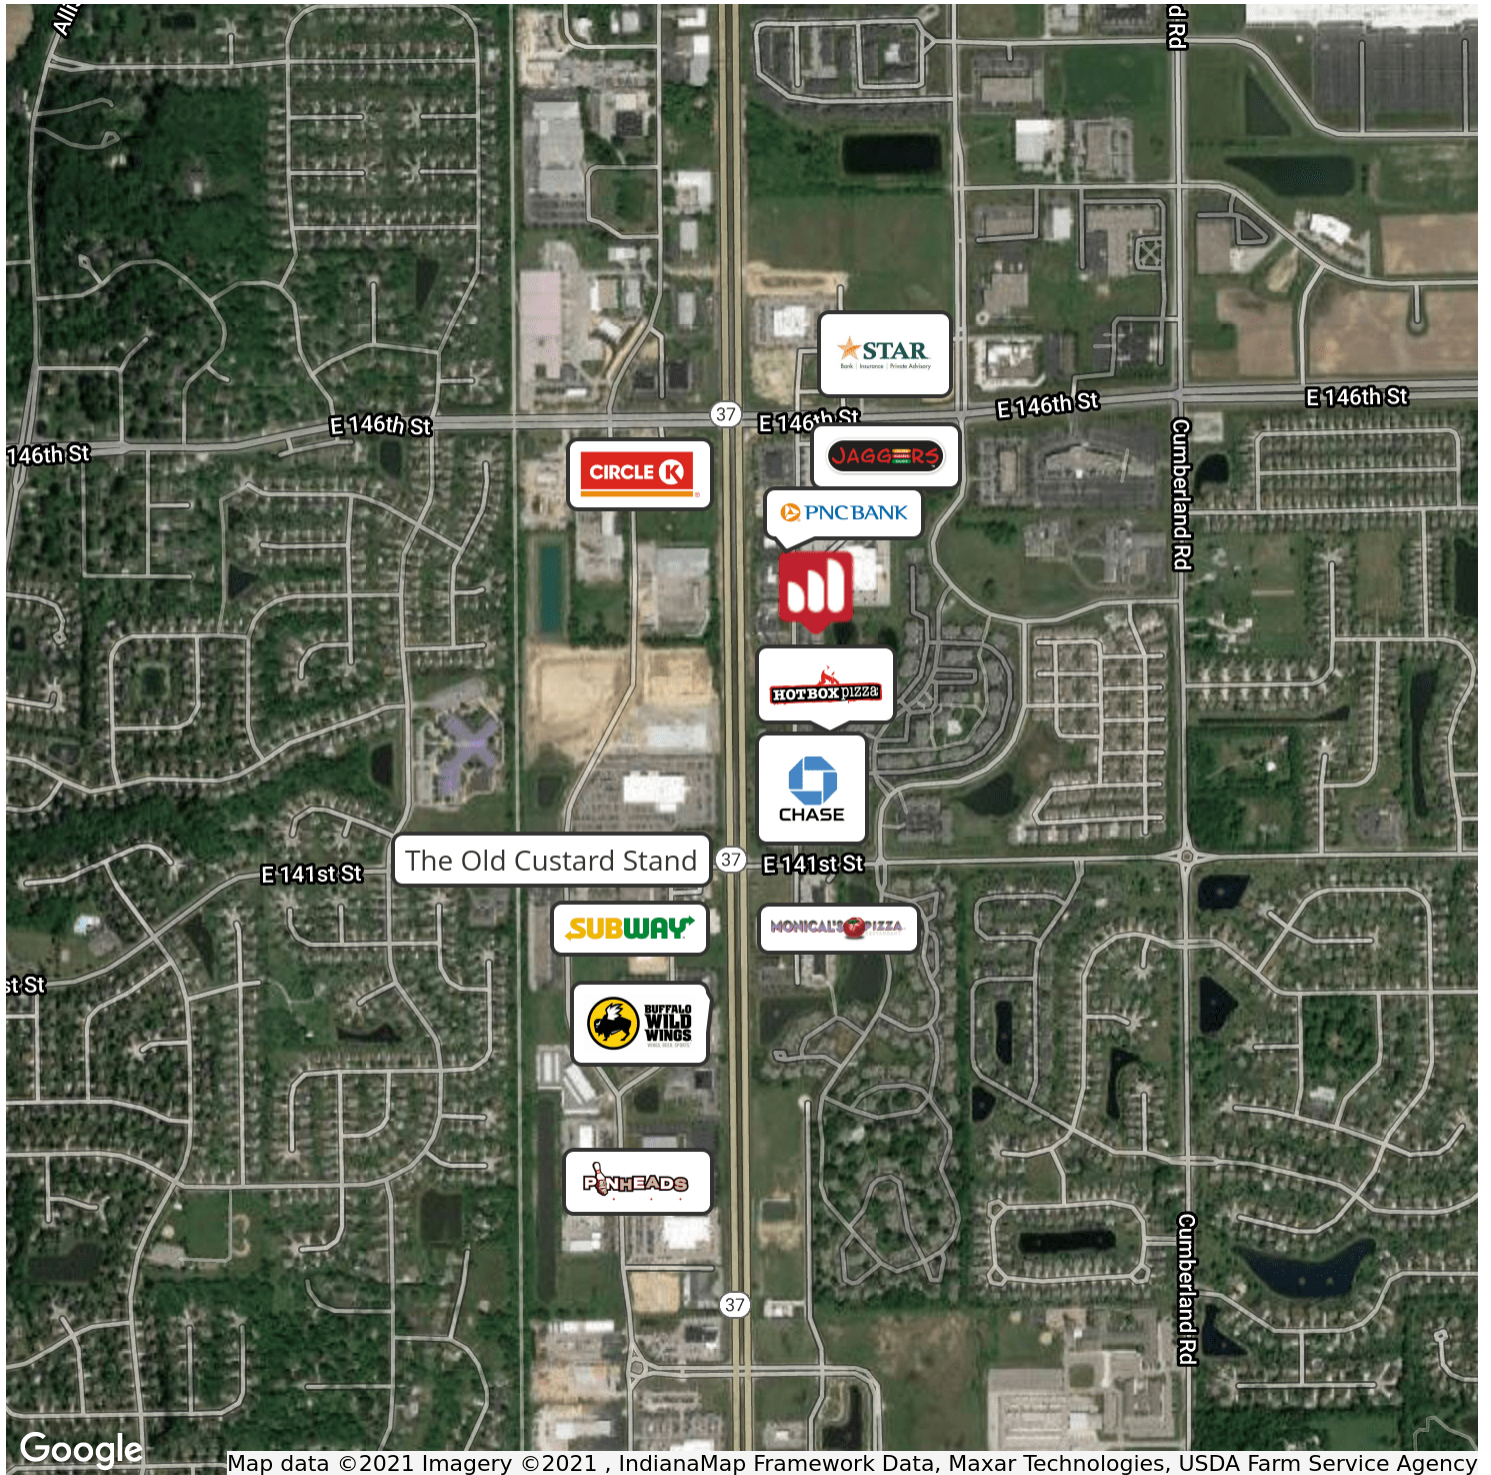 Alli
d Rd
STAR
Bank | Insurance | Private Advisory
37
E 146th St
E 146th St
E 146th St
E 146th St
146th St
JAGGERS
CIRCLE K
PNC BANK
Cumberland Rd
HOTBOXpizza
CHASE
The Old Custard Stand
37
E 141st St
E 141st St
SUBWAY
MONICAL'S PIZZA
st St
BUFFALO
WILD
WINGS
PINHEADS
Cumberland Rd
37
Google
Map data ©2021 Imagery ©2021 , IndianaMap Framework Data, Maxar Technologies, USDA Farm Service Agency